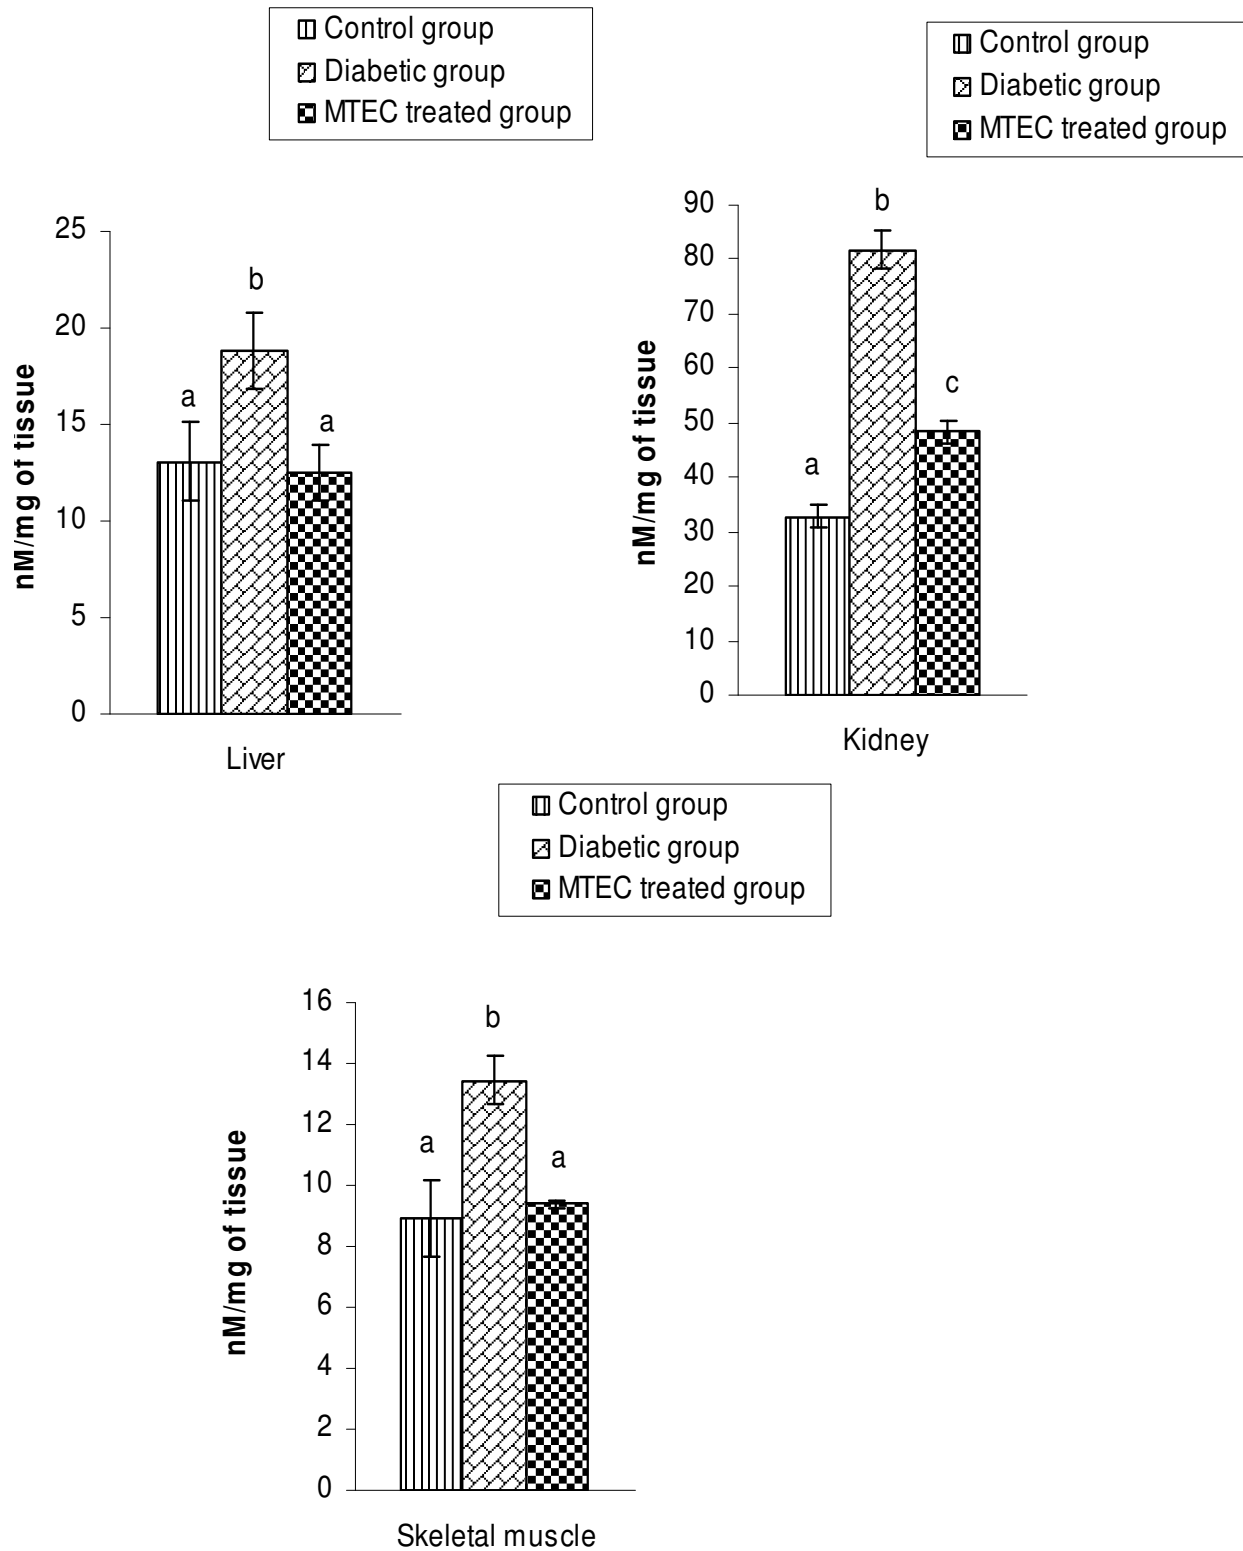 Control group
Diabetic group
MTEC treated group
Control group
Diabetic group
MTEC treated group
25
20
15
10
5
0
nM/mg of tissue
a
b
a
Liver
90
80
70
60
50
40
30
20
10
0
nM/mg of tissue
a
b
c
Kidney
Control group
Diabetic group
MTEC treated group
16
14
12
10
8
6
4
2
0
nM/mg of tissue
a
b
a
Skeletal muscle